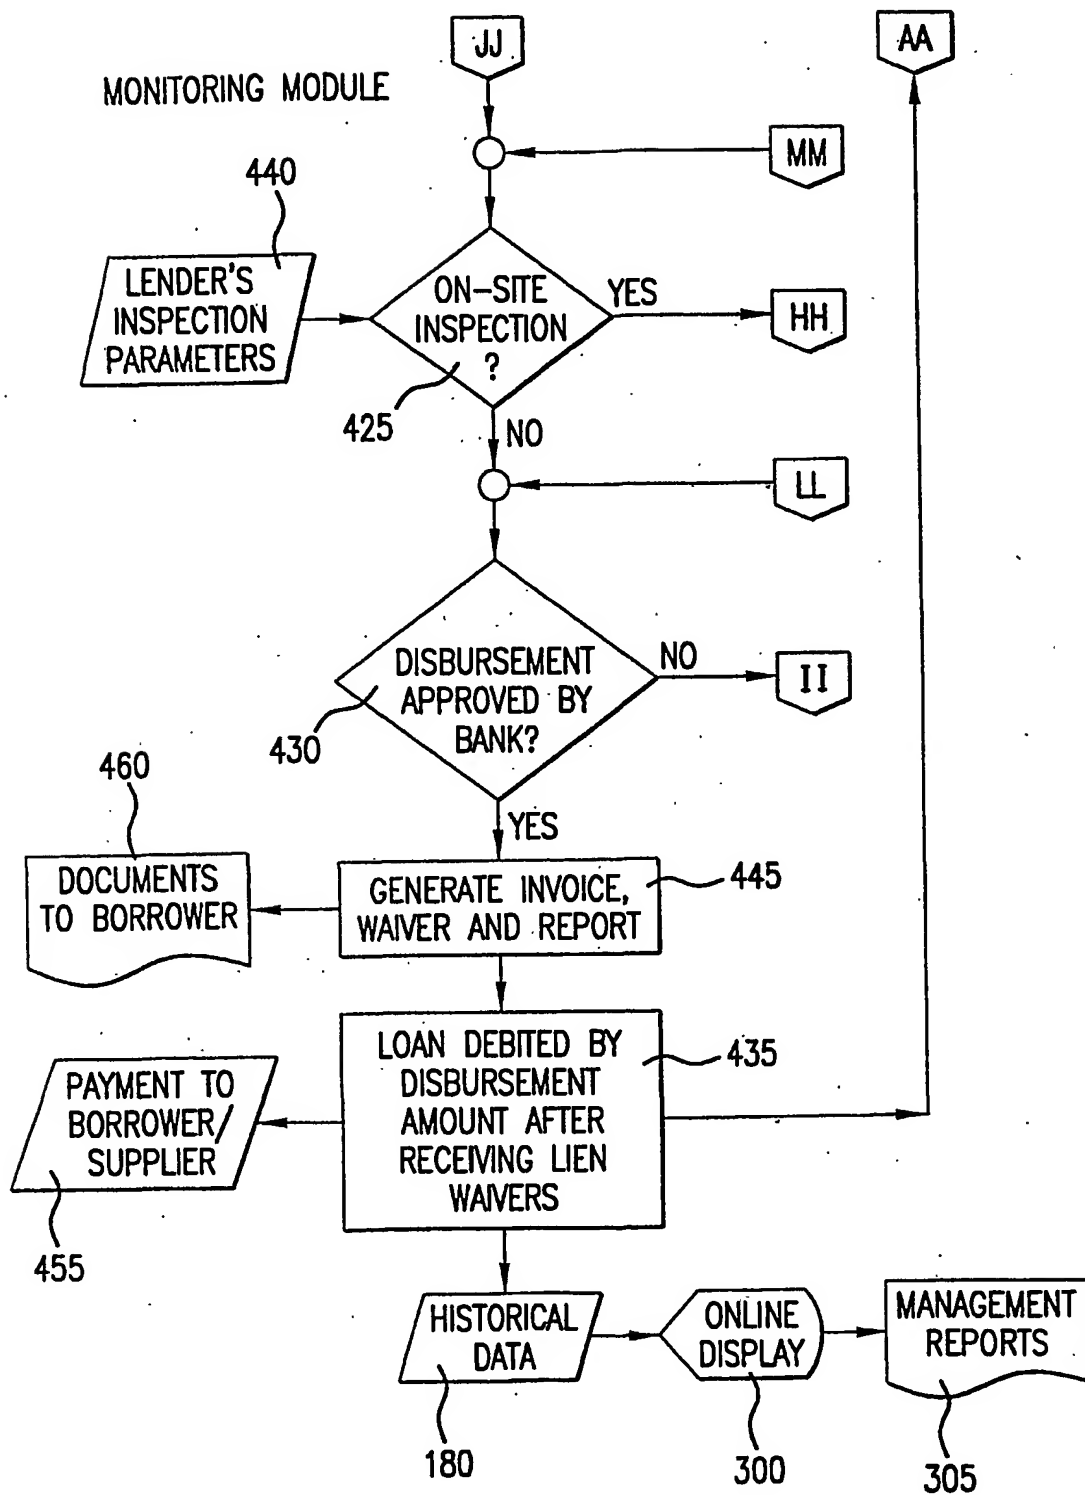 JJ
AA
MONITORING MODULE
MM
440
LENDER'S
INSPECTION
PARAMETERS
ON-SITE
INSPECTION
?
YES
HH
425
NO
LL
DISBURSEMENT
APPROVED BY
BANK?
NO
II
430
460
YES
DOCUMENTS
TO BORROWER
GENERATE INVOICE,
WAIVER AND REPORT
445
LOAN DEBITED BY
DISBURSEMENT
AMOUNT AFTER
RECEIVING LIEN
WAIVERS
435
PAYMENT TO
BORROWER/
SUPPLIER
455
HISTORICAL
DATA
ONLINE
DISPLAY
MANAGEMENT
REPORTS
180
300
305